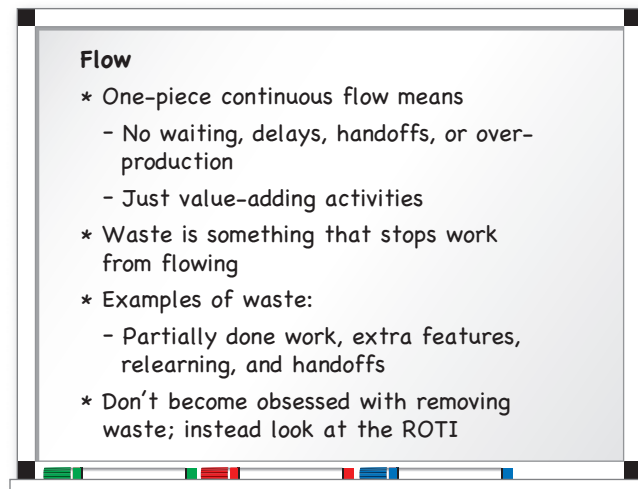 Flow
* One-piece continuous flow means
– No waiting, delays, handoffs, or over-
production
– Just value-adding activities
* Waste is something that stops work
from flowing
* Examples of waste:
– Partially done work, extra features,
relearning, and handoffs
* Don't become obsessed with removing
waste; instead look at the ROTI